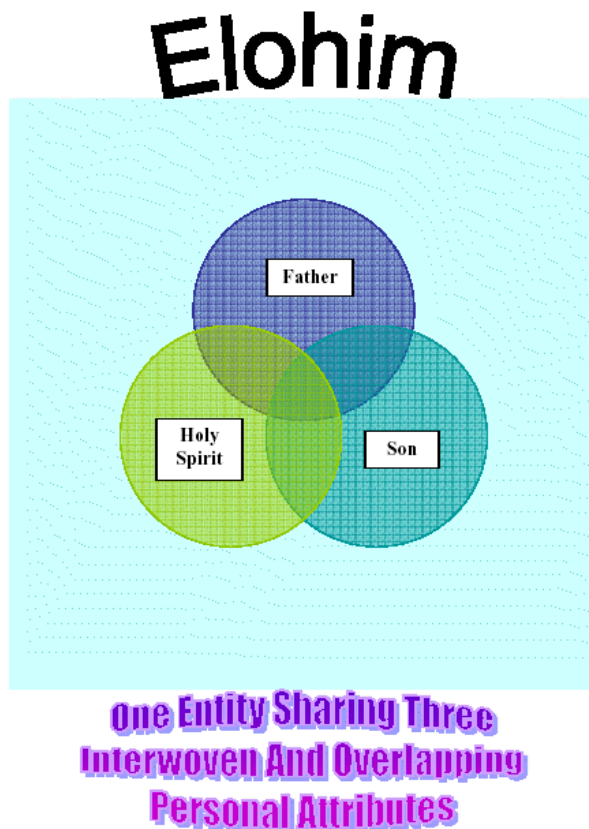 Elohim
Father
Holy
Spirit
Son
One Entity Sharing Three
Interwoven And Overlapping
Personal Attributes